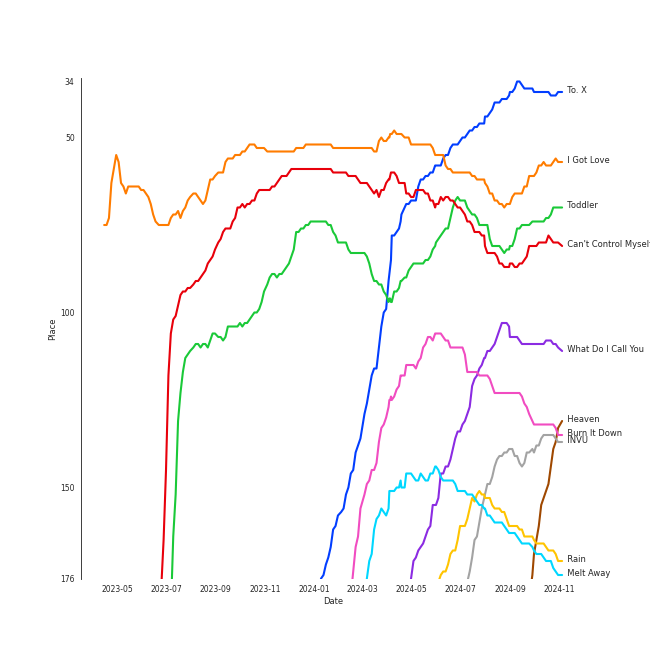 34
50
100
150
176
Place
2023-05
2023-07
2023-09
2023-11
2024-01
2024-03
2024-05
2024-07
2024-09
2024-11
Date
To. X
I Got Love
Toddler
Can't Control Mysel
What Do I Call You
Heaven
Burn It Down
INVU
Rain
Melt Away